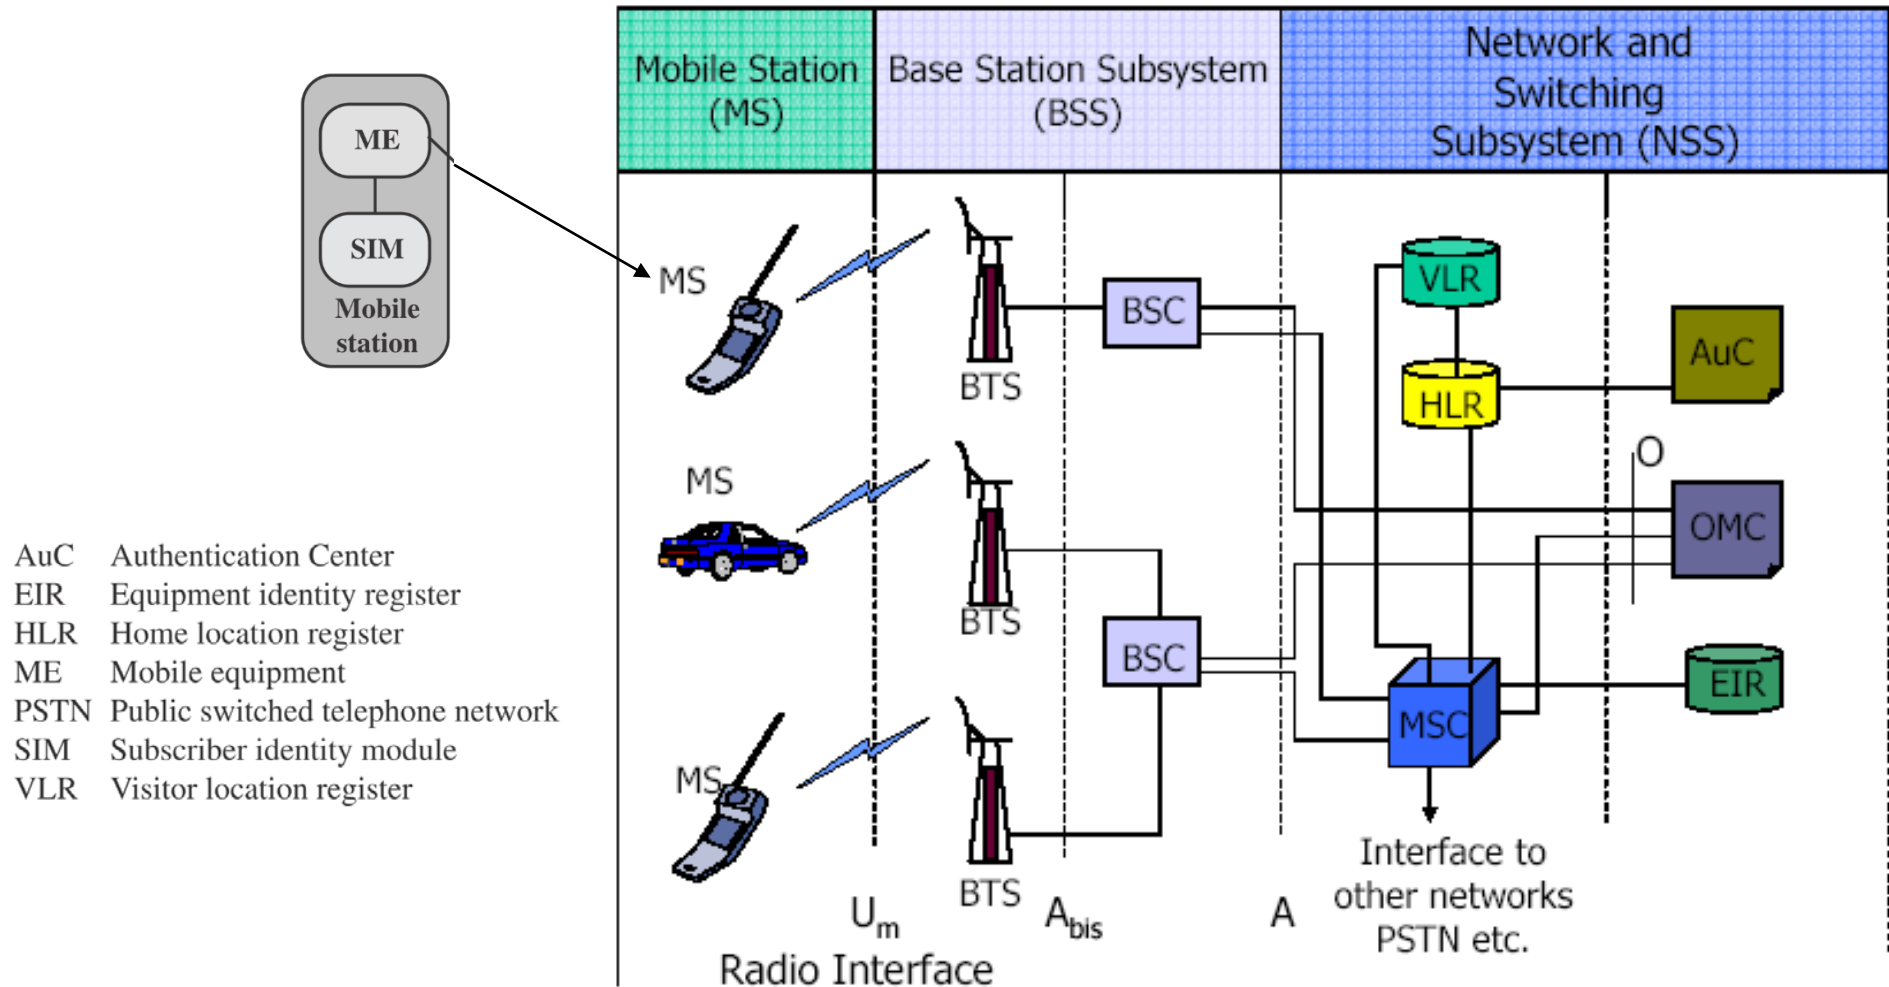 Mobile Station
(MS)
Base Station Subsystem
(BSS)
Network and
Switching
Subsystem (NSS)
ME
SIM
Mobile
station
MS
BTS
BSC
VLR
HLR
AuC
O
OMC
MS
BTS
BSC
MSC
EIR
MS
BTS
AuC Authentication Center
EIR Equipment identity register
HLR Home location register
ME Mobile equipment
PSTN Public switched telephone network
SIM Subscriber identity module
VLR Visitor location register
Um
Abis
A
Radio Interface
Interface to
other networks
PSTN etc.